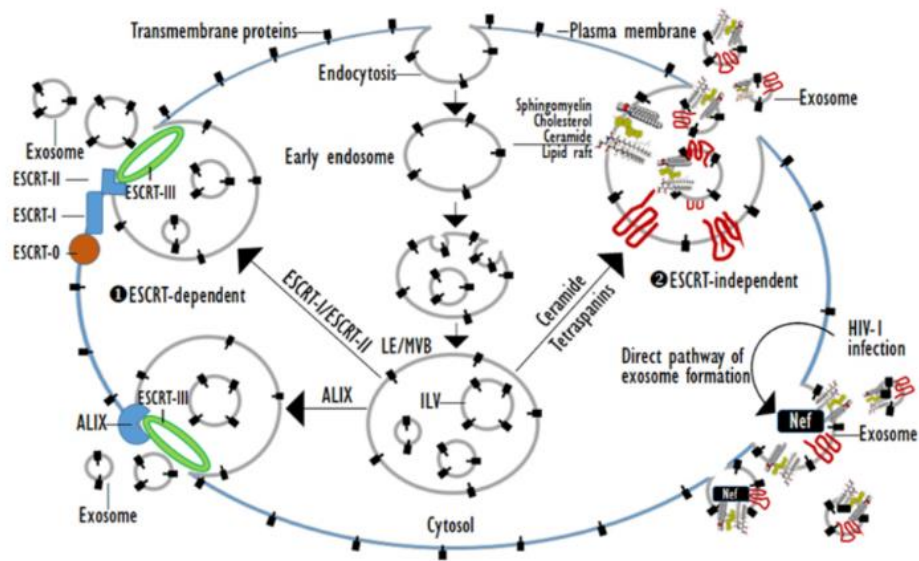 Transmembrane proteins
Plasma membrane
Endocytosis
Exosome
Sphingomyelin
Cholesterol
Ceramide
Lipid raft
Early endosome
Exosome
ESCRT-II
ESCRT-III
ESCRT-I
ESCRT-0
❶ESCRT-dependent
❷ESCRT-independent
ESCRT-I/ESCRT-II
Ceramide
Tetraspanins
LE/MVB
HIV-1
infection
Direct pathway of
exosome formation
ESCRT-III
ALIX
ALIX
ILV
Nef
Exosome
Nef
Exosome
Cytosol